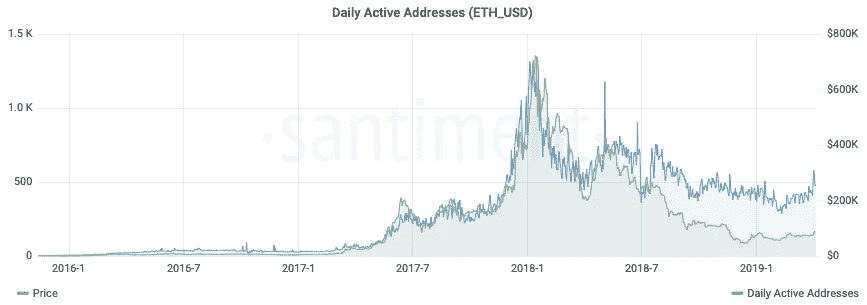 Daily Active Addresses (ETH_USD)
1.5 K
$800K
1.0 K
$600K
·santiment·
$400K
500
$200K
0
$0
2016-1
2016-7
2017-1
2017-7
2018-1
2018-7
2019-1
Price
Daily Active Addresses